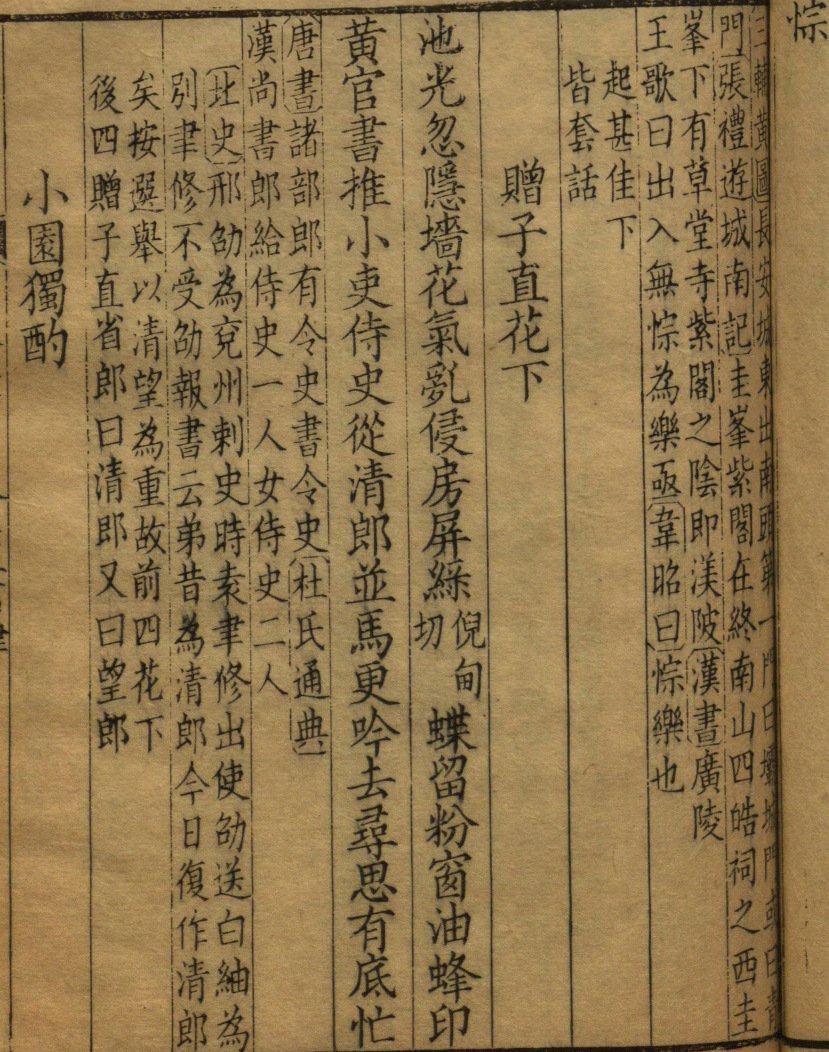 悰
三輔黃圖長安城東出南頭第一門曰霸城門或曰青
門張禮遊城南記圭峯紫閣在終南山四皓祠之西圭
峯下有草堂寺紫閣之陰即渼陂漢書廣陵
王歌曰出入無悰為樂亟韋昭曰悰樂也
起甚佳下
皆套話
贈子直花下
池光忽隱墻花氣亂侵房屏緣倪甸切蝶留粉窗油蜂印
黃官書推小吏侍史從清郎並馬更吟去尋思有底忙
唐書諸部郎有令史書令史杜氏通典
漢尚書郎給侍史一人女侍史二人
北史邢劭為兗州刺史時袁聿修出使劭送白紬為
別聿修不受劭報書云弟昔為清郎今日復作清郎
矣按選舉以清望為重故前四花下
後四贈子直省郎曰清郎又曰望郎
小園獨酌